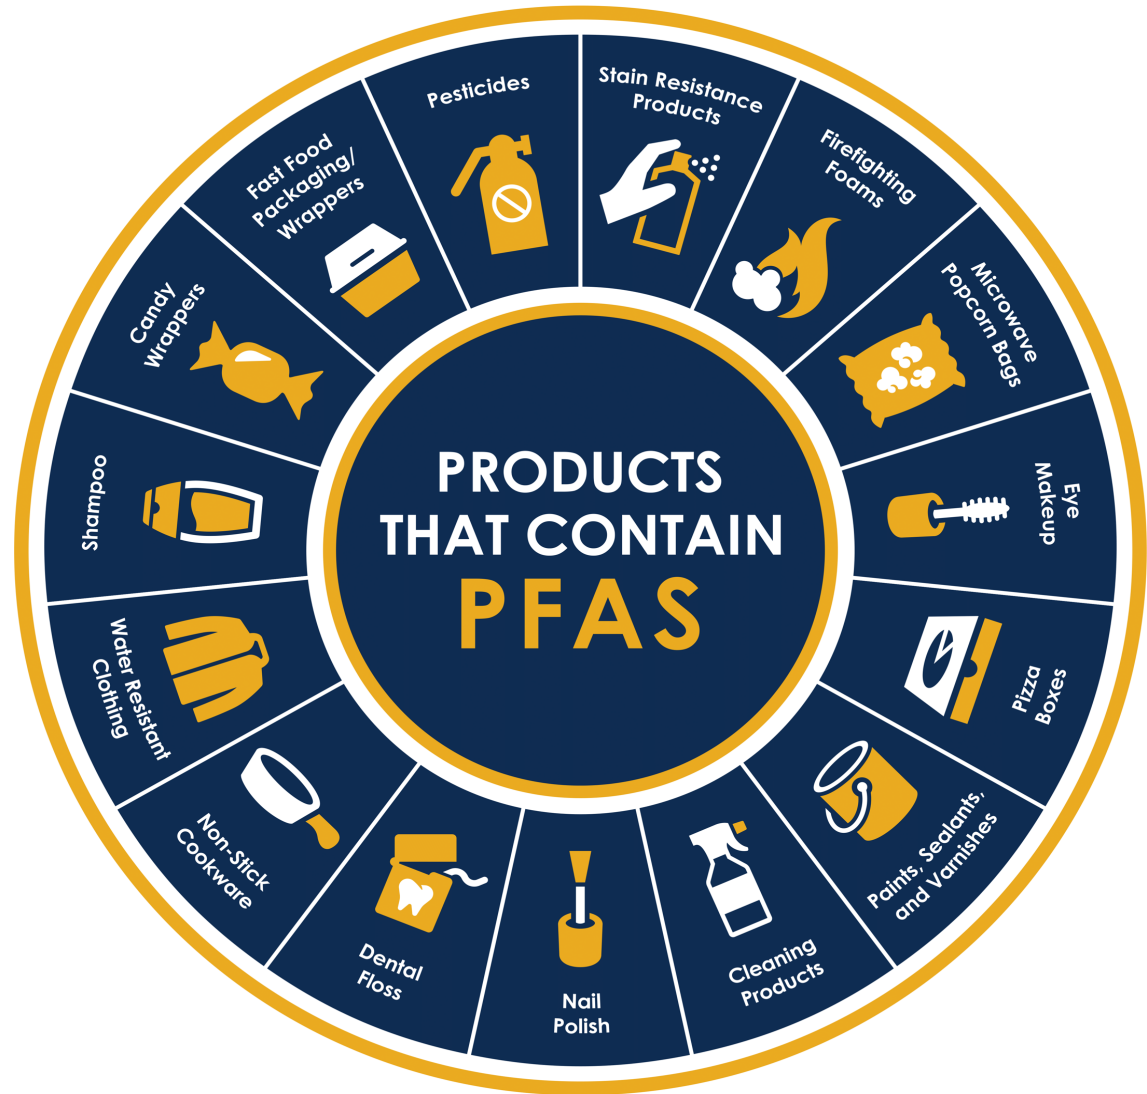 PRODUCTS
THAT CONTAIN
PFAS
Stain Resistance
Products
Firefighting
Foams
Microwave
Popcorn Bags
Eye
Makeup
Pizza
Boxes
Paints, Sealants,
and Varnishes
Cleaning
Products
Nail
Polish
Dental
Floss
Non-Stick
Cookware
Water Resistant
Clothing
Shampoo
Candy
Wrappers
Fast Food
Packaging/
Wrappers
Pesticides